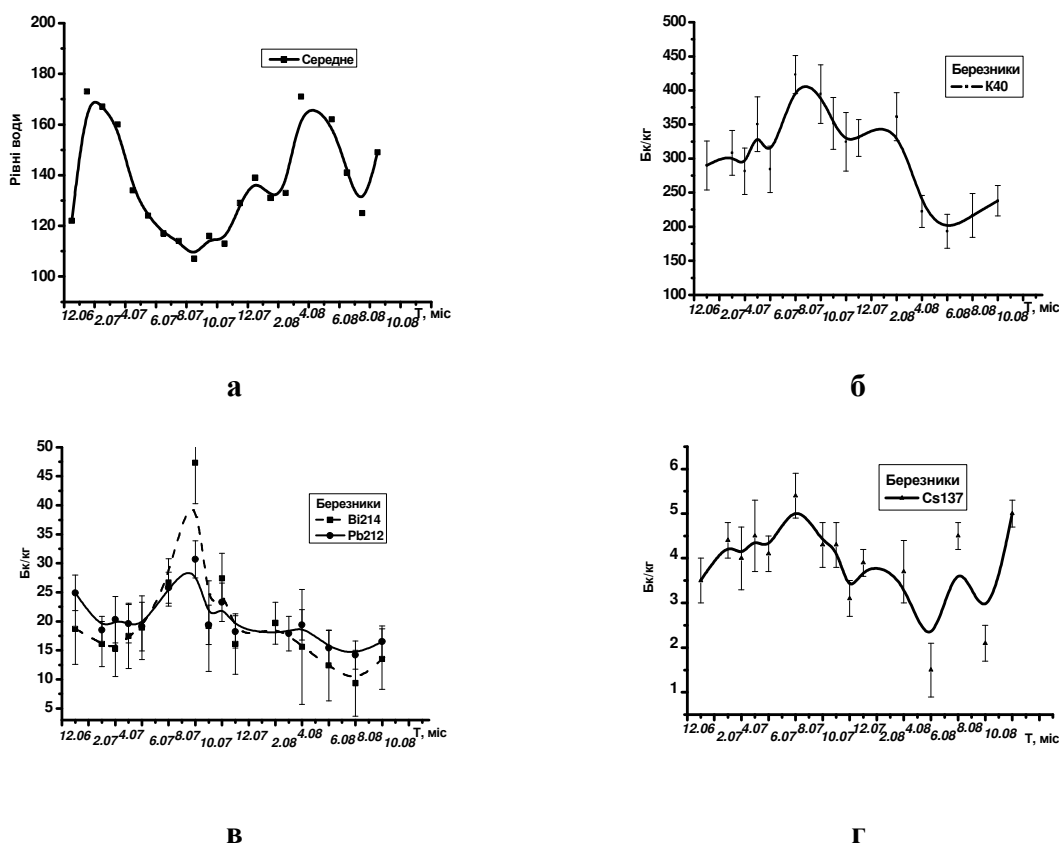 200
180
160
140
120
100
Рівні води
Середне
12.06 2.07 4.07 6.07 8.07 10.07 12.07 2.08 4.08 6.08 8.08 10.08
Т, міс
а
500
450
400
350
300
250
200
150
100
Бк/кг
Березники
К40
12.06 2.07 4.07 6.07 8.07 10.07 12.07 2.08 4.08 6.08 8.08 10.08
Т, міс
б
50
45
40
35
30
25
20
15
10
5
Бк/кг
Березники
Bi214
Pb212
12.06 2.07 4.07 6.07 8.07 10.07 12.07 2.08 4.08 6.08 8.08 10.08
Т, міс
в
6
5
4
3
2
1
Бк/кг
Березники
Cs137
12.06 2.07 4.07 6.07 8.07 10.07 12.07 2.08 4.08 6.08 8.08 10.08
Т, міс
г